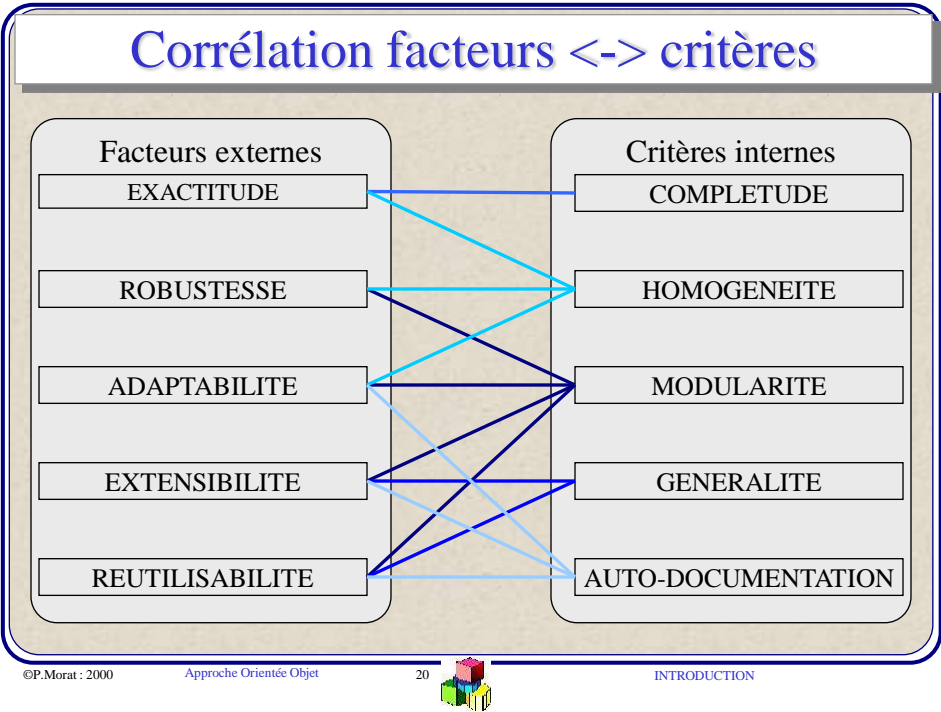 Corrélation facteurs <-> critères
Facteurs externes
EXACTITUDE
ROBUSTESSE
ADAPTABILITE
EXTENSIBILITE
REUTILISABILITE
Critères internes
COMPLETUDE
HOMOGENEITE
MODULARITE
GENERALITE
AUTO-DOCUMENTATION
©P.Morat : 2000
Approche Orientée Objet
20
INTRODUCTION